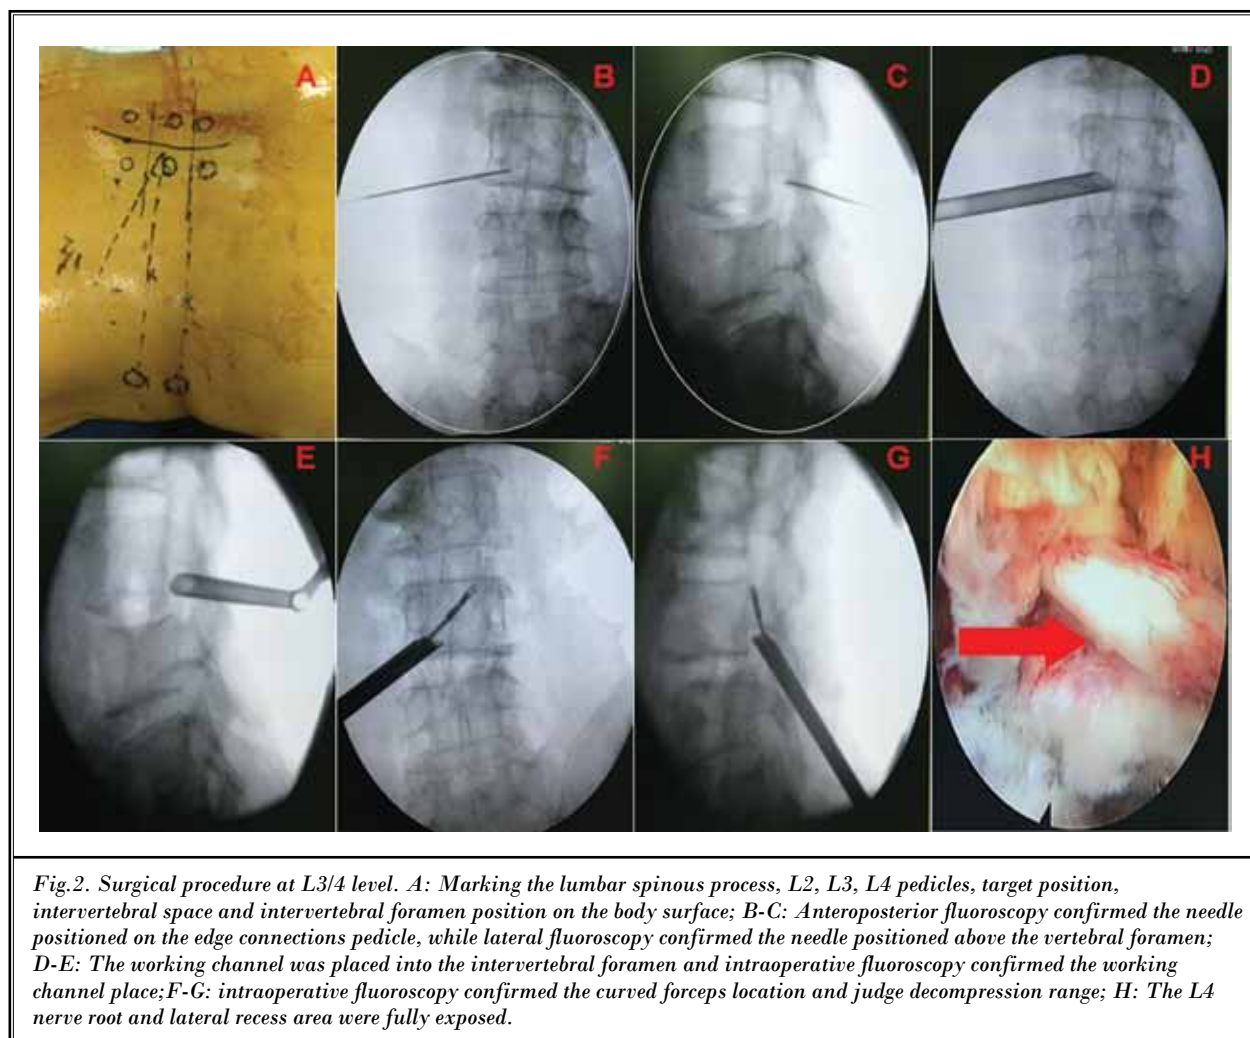 A
B
C
D
E
F
G
H
Fig.2. Surgical procedure at L3/4 level. A: Marking the lumbar spinous process, L2, L3, L4 pedicles, target position,
intervertebral space and intervertebral foramen position on the body surface; B-C: Anteroposterior fluoroscopy confirmed the needle
positioned on the edge connections pedicle, while lateral fluoroscopy confirmed the needle positioned above the vertebral foramen;
D-E: The working channel was placed into the intervertebral foramen and intraoperative fluoroscopy confirmed the working
channel place;F-G: intraoperative fluoroscopy confirmed the curved forceps location and judge decompression range; H: The L4
nerve root and lateral recess area were fully exposed.